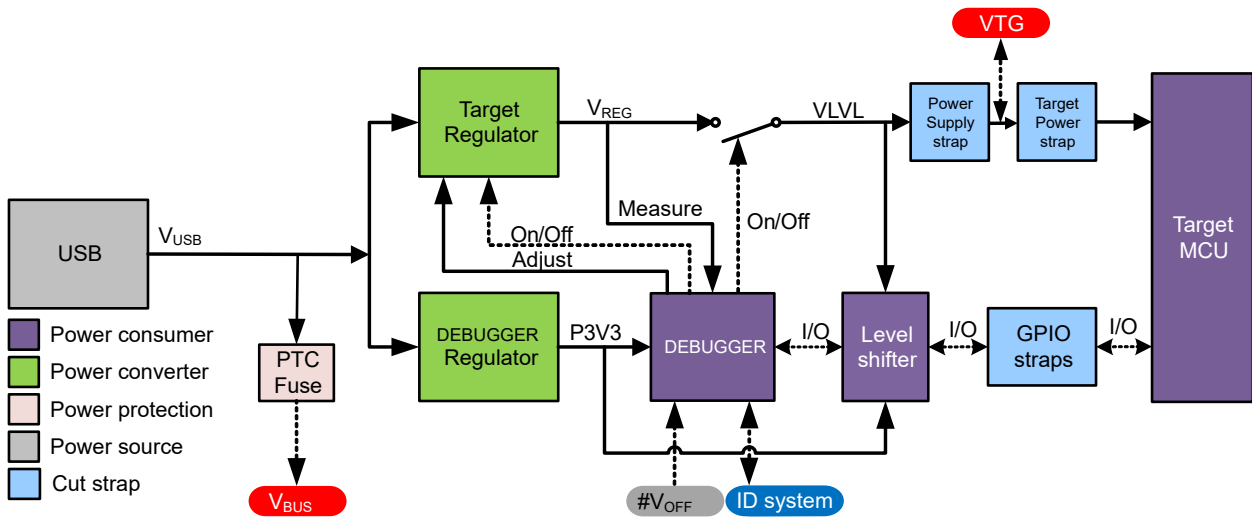 VTG
Target
Regulator
VREG
VLVL
Power
Supply
strap
Target
Power
strap
Measure
On/Off
On/Off
Adjust
USB
VUSB
Target
MCU
DEBUGGER
Regulator
P3V3
DEBUGGER
I/O
Level
shifter
I/O
GPIO
straps
I/O
PTC
Fuse
Power consumer
Power converter
Power protection
Power source
Cut strap
VBUS
#VOFF
ID system